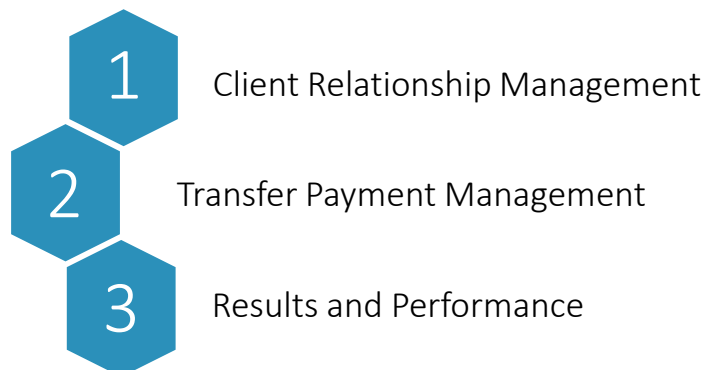 1
Client Relationship Management
2
Transfer Payment Management
3
Results and Performance